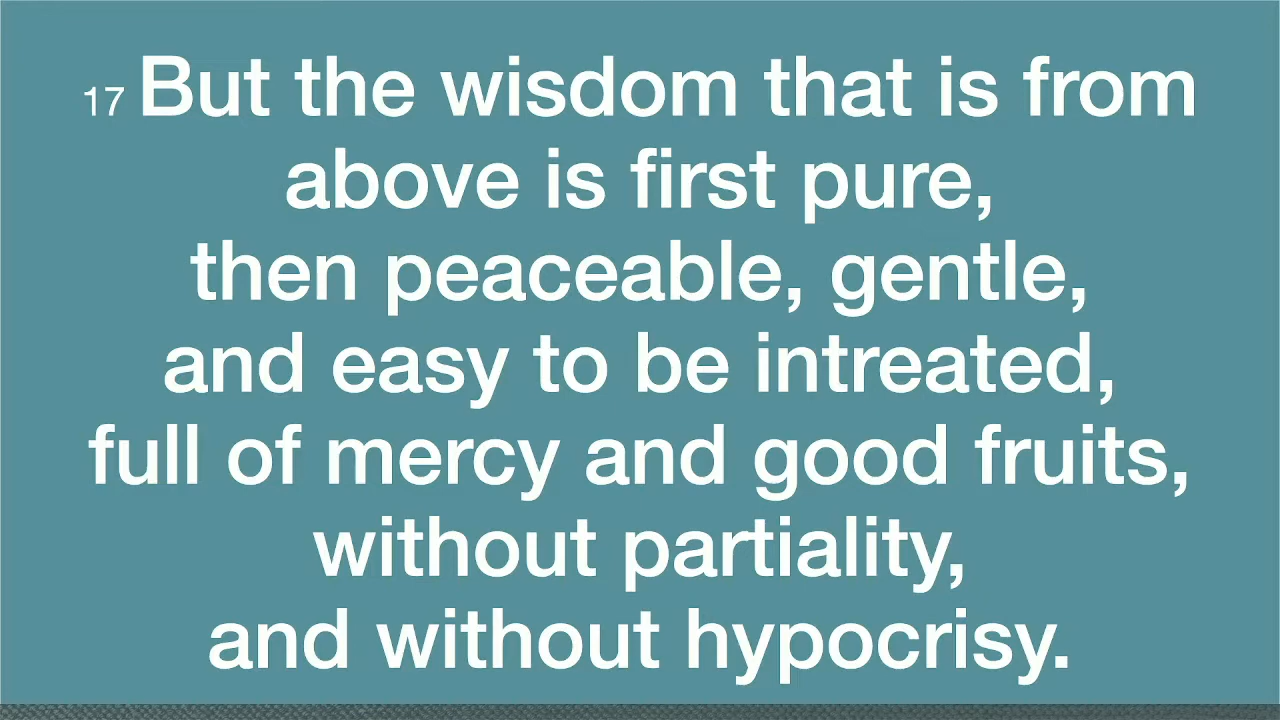 17 But the wisdom that is from
above is first pure,
then peaceable, gentle,
and easy to be intreated,
full of mercy and good fruits,
without partiality,
and without hypocrisy.